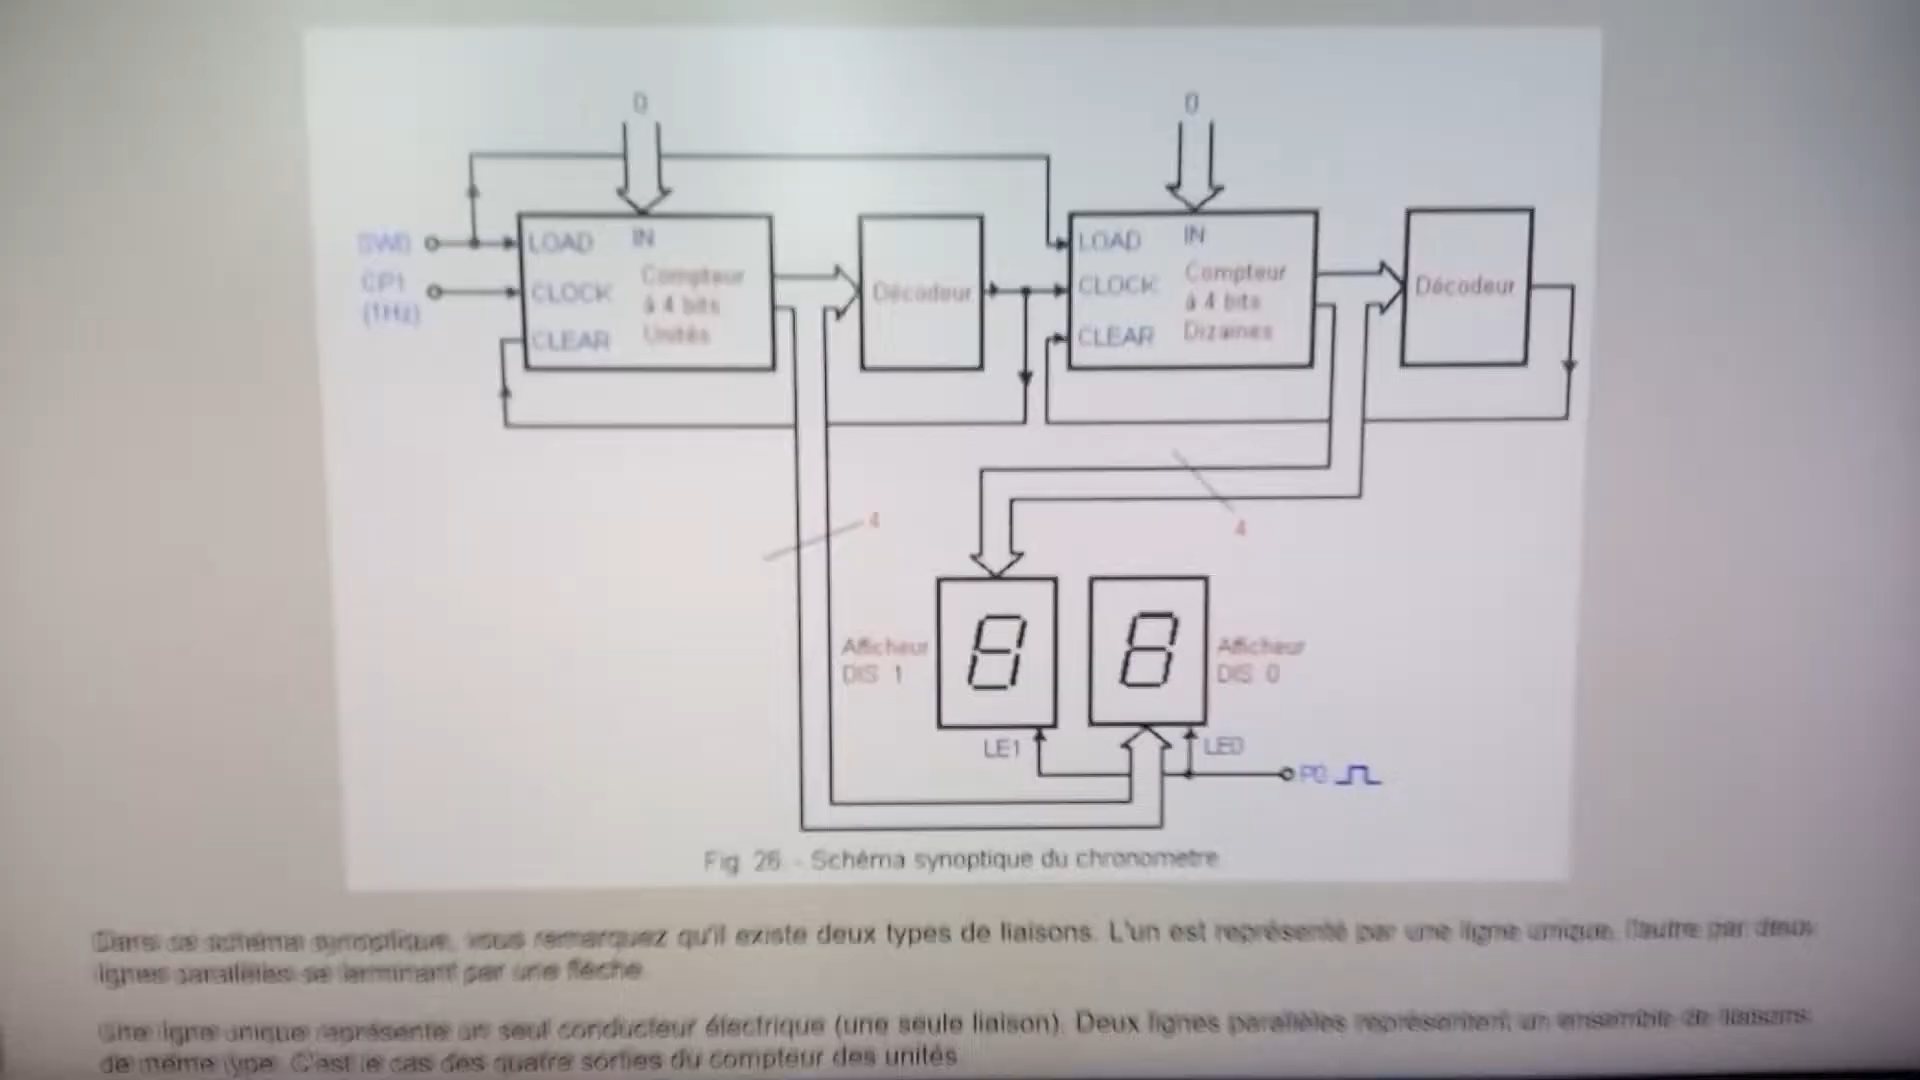 0
0
SW0
LOAD
IN
LOAD
IN
CP1
(1Hz)
CLOCK
Compteur
à 4 bits
Unités
Décodeur
CLOCK
Compteur
à 4 bits
Dizaines
Décodeur
CLEAR
CLEAR
4
4
Afficheur
DIS 1
Afficheur
DIS 0
LE1
LE0
P0
Fig. 26. - Schéma synoptique du chronometre
Dans ce schéma synoptique, vous remarquez qu'il existe deux types de liaisons. L'un est représenté par une ligne unique, l'autre par deux
lignes parallèles se terminant par une flèche.
Une ligne unique représente un seul conducteur électrique (une seule liaison). Deux lignes parallèles représentent un ensemble de liaisons
de même type. C'est le cas des quatre sorties du compteur des unités